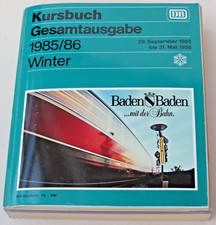 Kursbuch
Gesamtausgabe
1985/86
Winter
DB
29. September 1985
bis 31. Mai 1986
Baden Baden
...mit der Bahn.